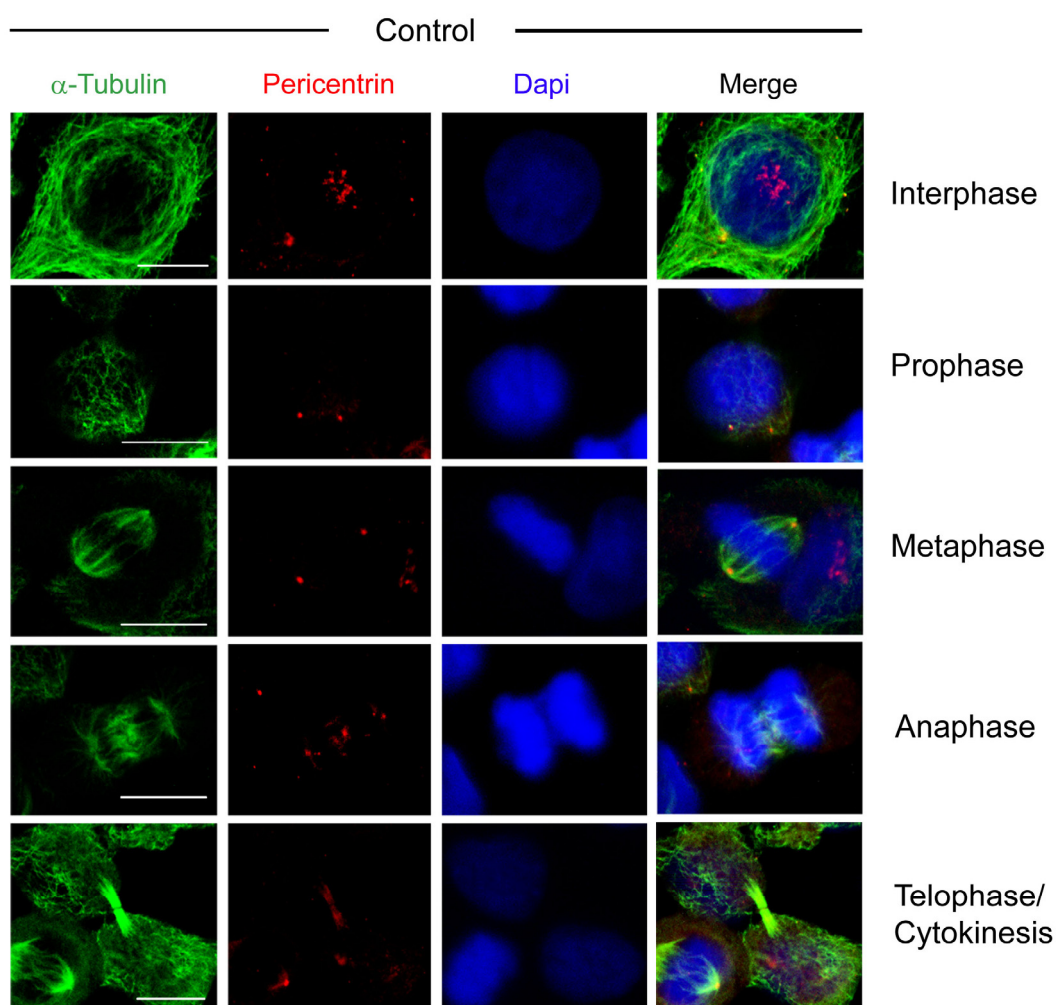 Control
α-Tubulin Pericentrin Dapi Merge
Interphase
Prophase
Metaphase
Anaphase
Telophase/
Cytokinesis